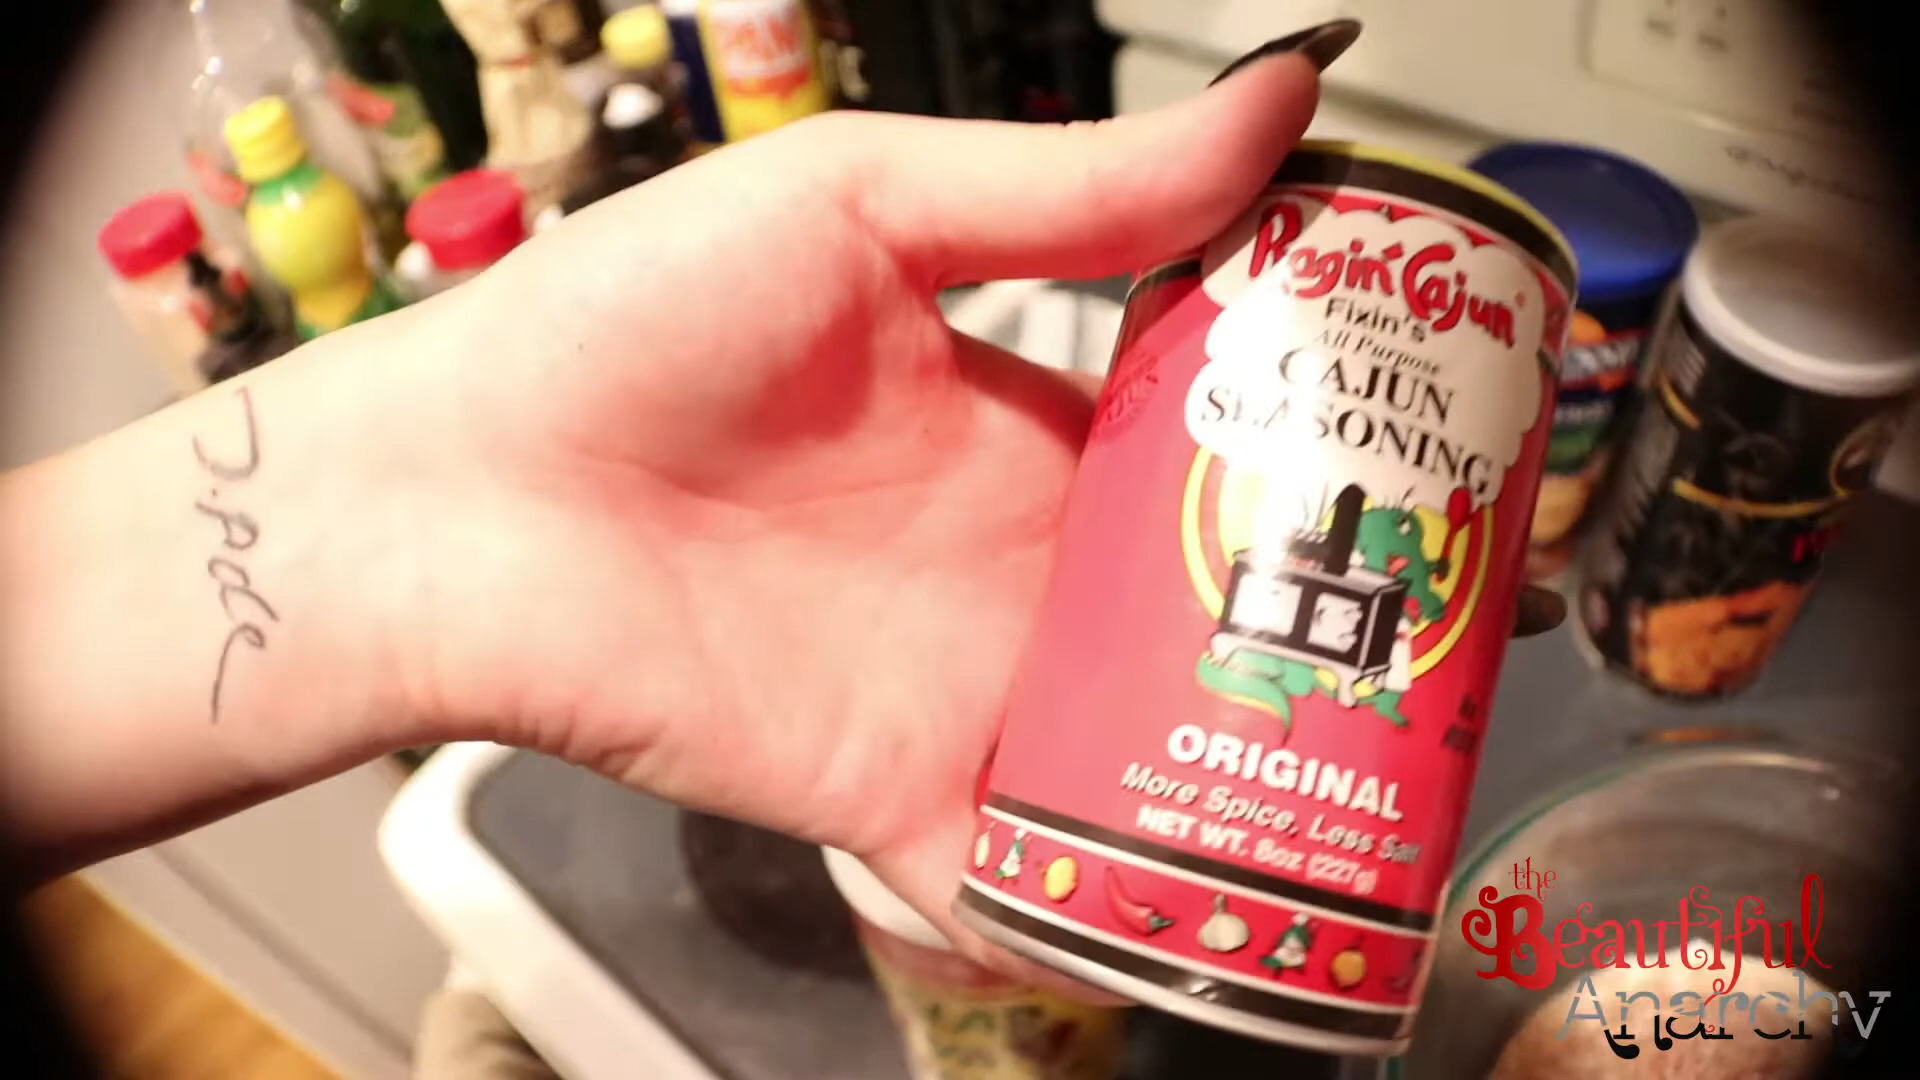 Ragin' Cajun
Fixin's
All Purpose
CAJUN
SEASONING
ORIGINAL
More Spice, Less Salt
NET WT. 8oz (227g)
the
Beautiful
Anarchy